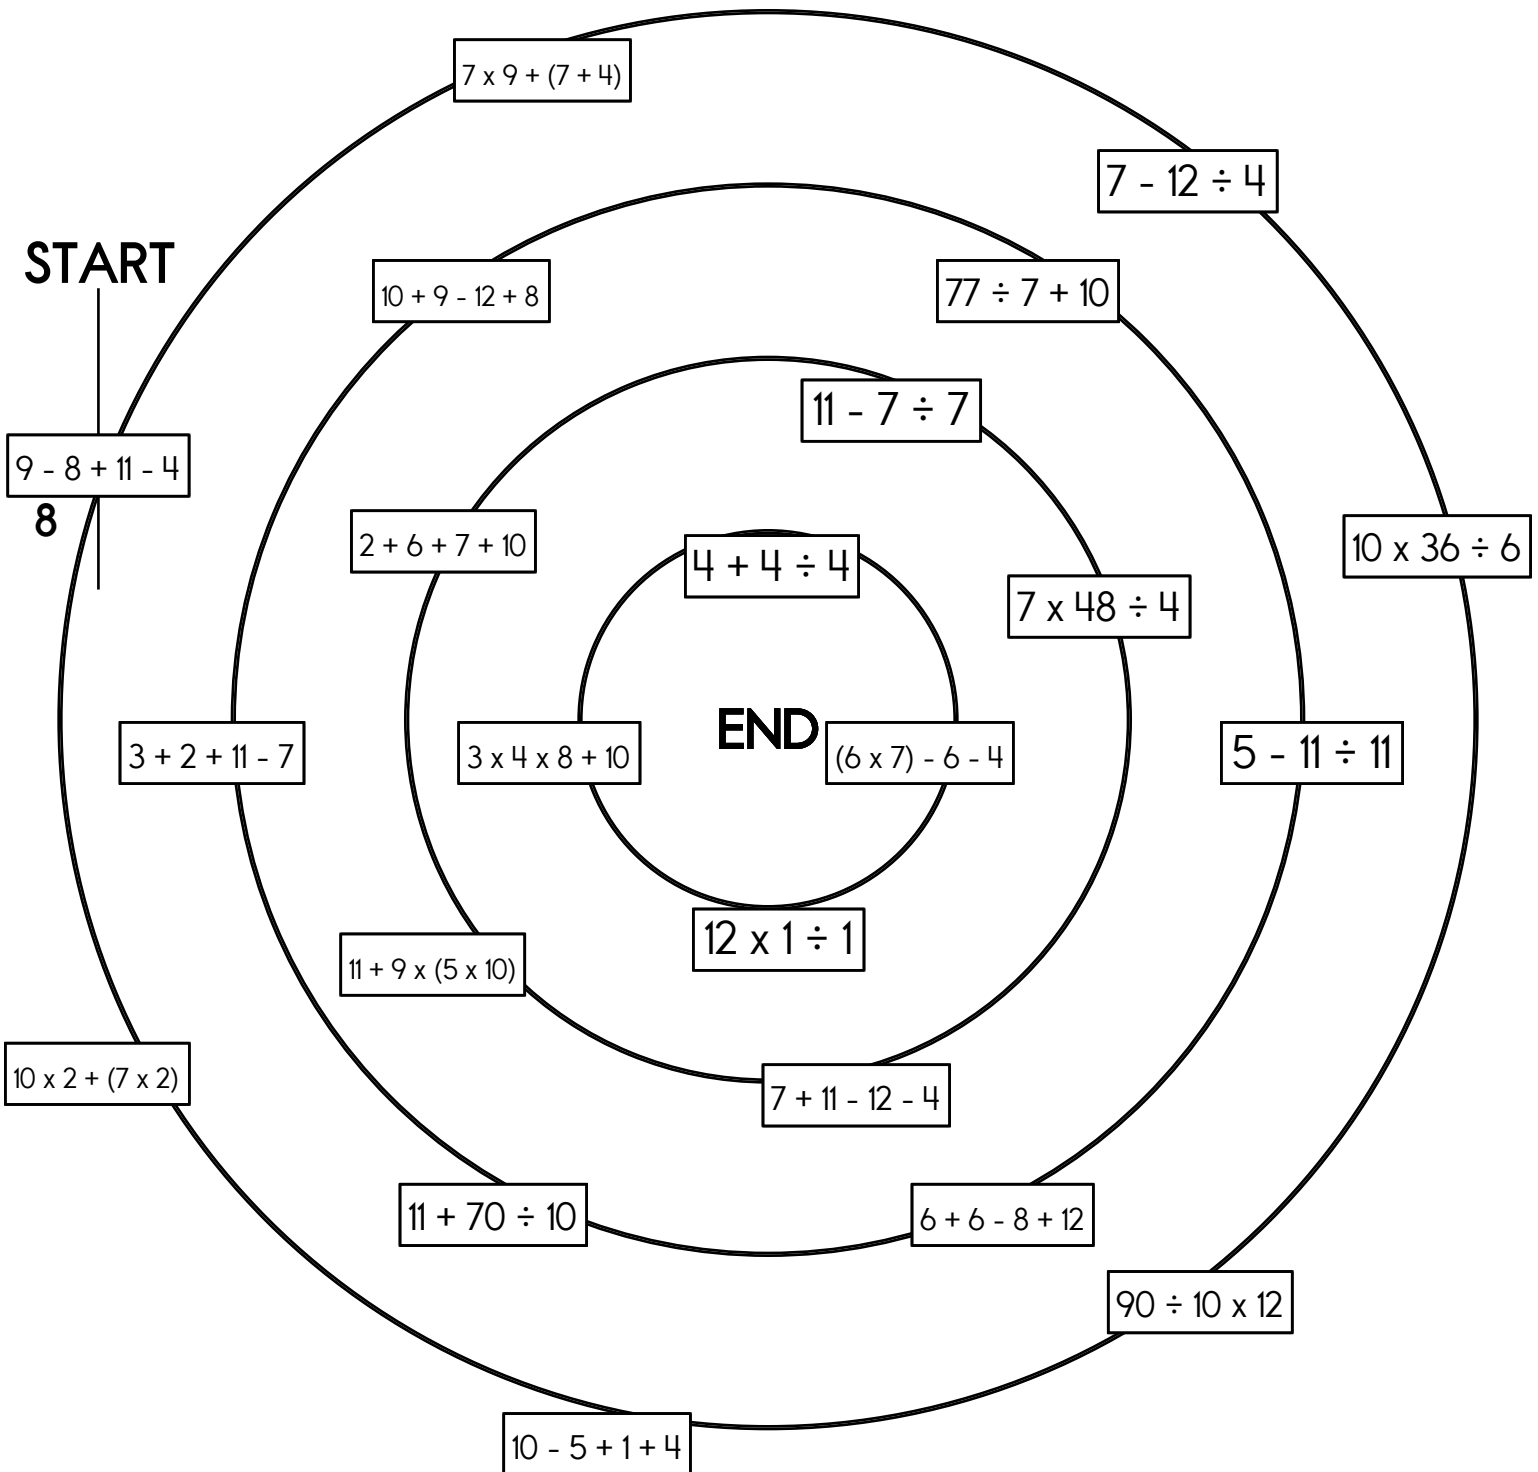 7 x 9 + (7 + 4)
7 - 12 ÷ 4
START
10 + 9 - 12 + 8
77 ÷ 7 + 10
11 - 7 ÷ 7
9 - 8 + 11 - 4
8
2 + 6 + 7 + 10
4 + 4 ÷ 4
10 x 36 ÷ 6
7 x 48 ÷ 4
END
3 + 2 + 11 - 7
3 x 4 x 8 + 10
(6 x 7) - 6 - 4
5 - 11 ÷ 11
12 x 1 ÷ 1
11 + 9 x (5 x 10)
10 x 2 + (7 x 2)
7 + 11 - 12 - 4
11 + 70 ÷ 10
6 + 6 - 8 + 12
90 ÷ 10 x 12
10 - 5 + 1 + 4